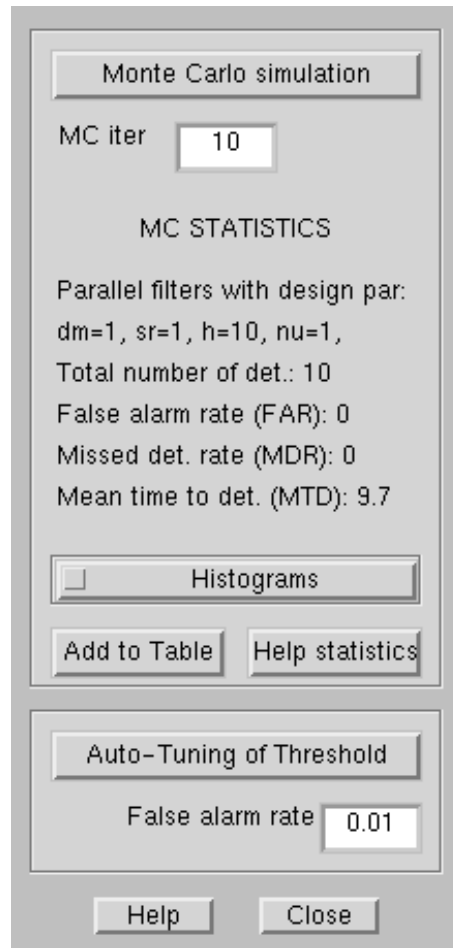 Monte Carlo simulation
MC iter 10
MC STATISTICS
Parallel filters with design par:
dm=1, sr=1, h=10, nu=1,
Total number of det.: 10
False alarm rate (FAR): 0
Missed det. rate (MDR): 0
Mean time to det. (MTD): 9.7
Histograms
Add to Table Help statistics
Auto-Tuning of Threshold
False alarm rate 0.01
Help Close